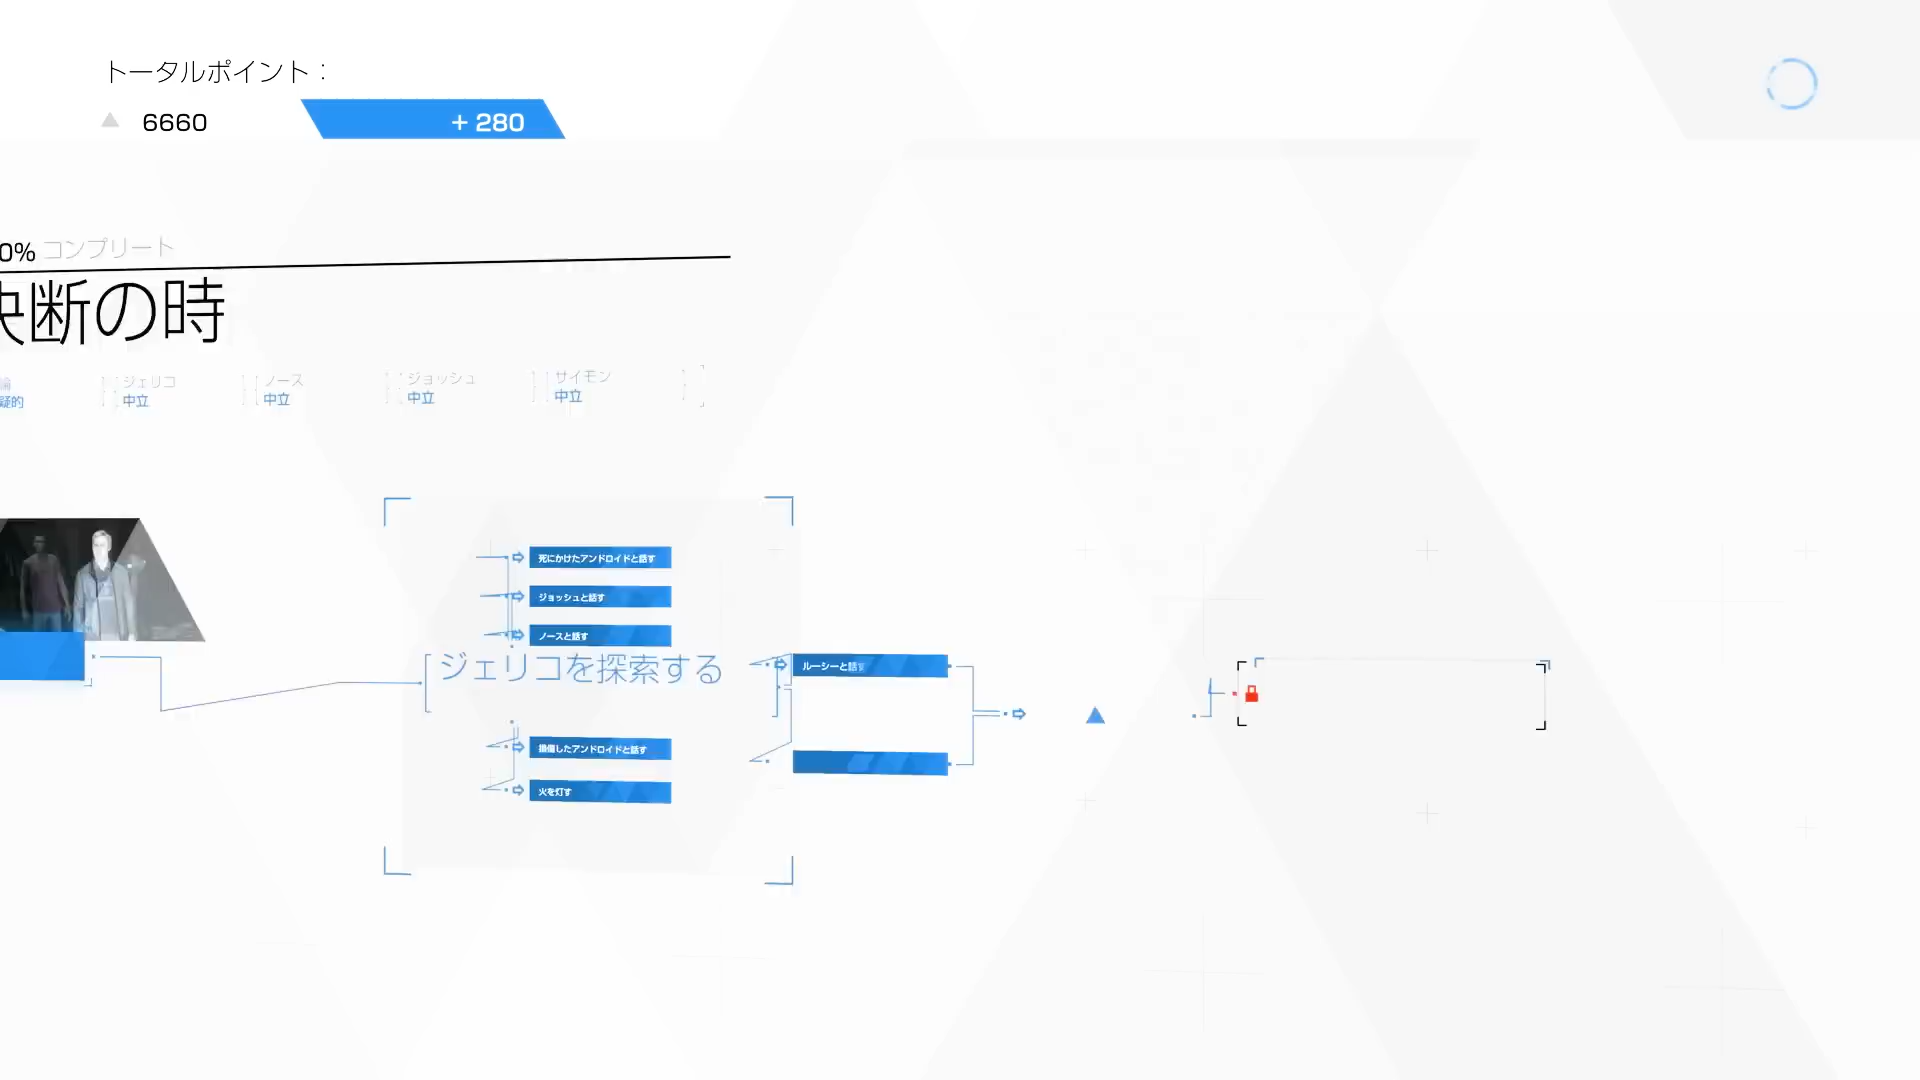 トータルポイント：
6660
+ 280
0% コンプリート
決断の時
ジェリコ
中立
ノース
中立
ジョッシュ
中立
サイモン
中立
疑的
死にかけたアンドロイドと話す
ジョッシュと話す
ノースと話す
ジェリコを探索する
ルーシーと話す
損傷したアンドロイドと話す
火を灯す